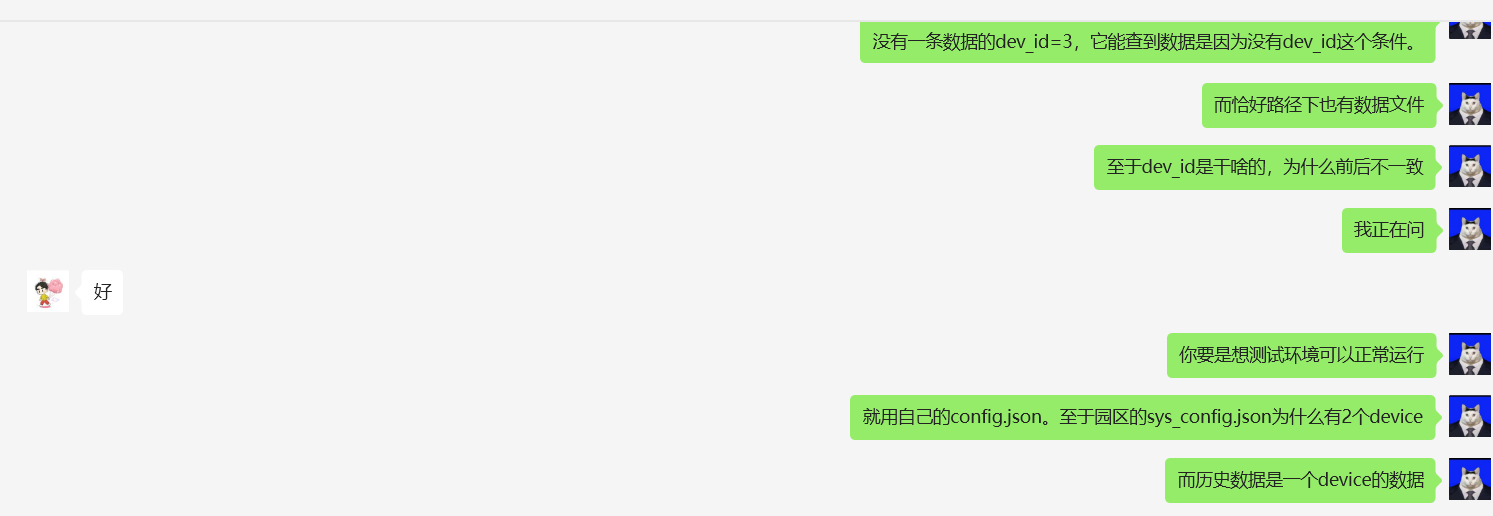 没有一条数据的dev_id=3，它能查到数据是因为没有dev_id这个条件。
而恰好路径下也有数据文件
至于dev_id是干啥的，为什么前后不一致
我正在问
好
你要是想测试环境可以正常运行
就用自己的config.json。至于园区的sys_config.json为什么有2个device
而历史数据是一个device的数据